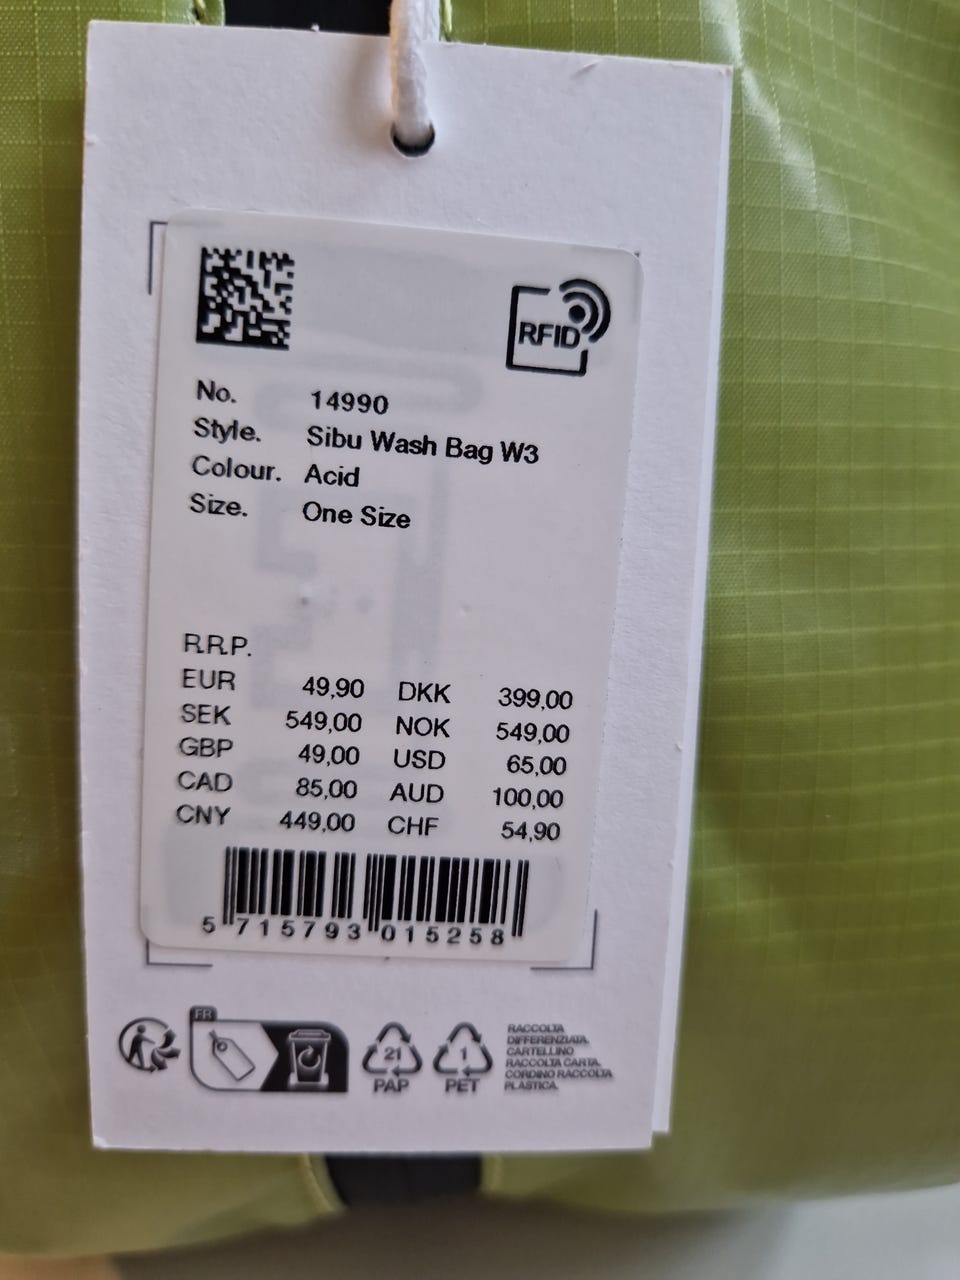 RFID
No. 14990
Style. Sibu Wash Bag W3
Colour. Acid
Size. One Size
R.R.P.
EUR 49,90 DKK 399,00
SEK 549,00 NOK 549,00
GBP 49,00 USD 65,00
CAD 85,00 AUD 100,00
CNY 449,00 CHF 54,90
5 715793 015258
FR
21
PAP
1
PET
RACCOLTA
DIFFERENZIATA.
CARTELLINO
RACCOLTA CARTA.
CORDINO RACCOLTA
PLASTICA.